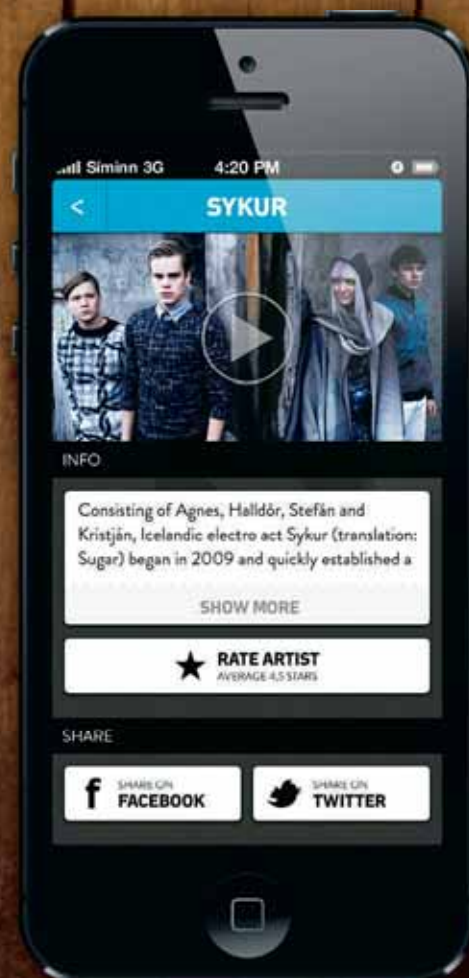 Síminn 3G 4:20 PM
< SYKUR
INFO
Consisting of Agnes, Halldór, Stefán and
Kristján, Icelandic electro act Sykur (translation:
Sugar) began in 2009 and quickly established a
SHOW MORE
★ RATE ARTIST
AVERAGE 4,5 STARS
SHARE
SHARE ON SHARE ON
FACEBOOK TWITTER